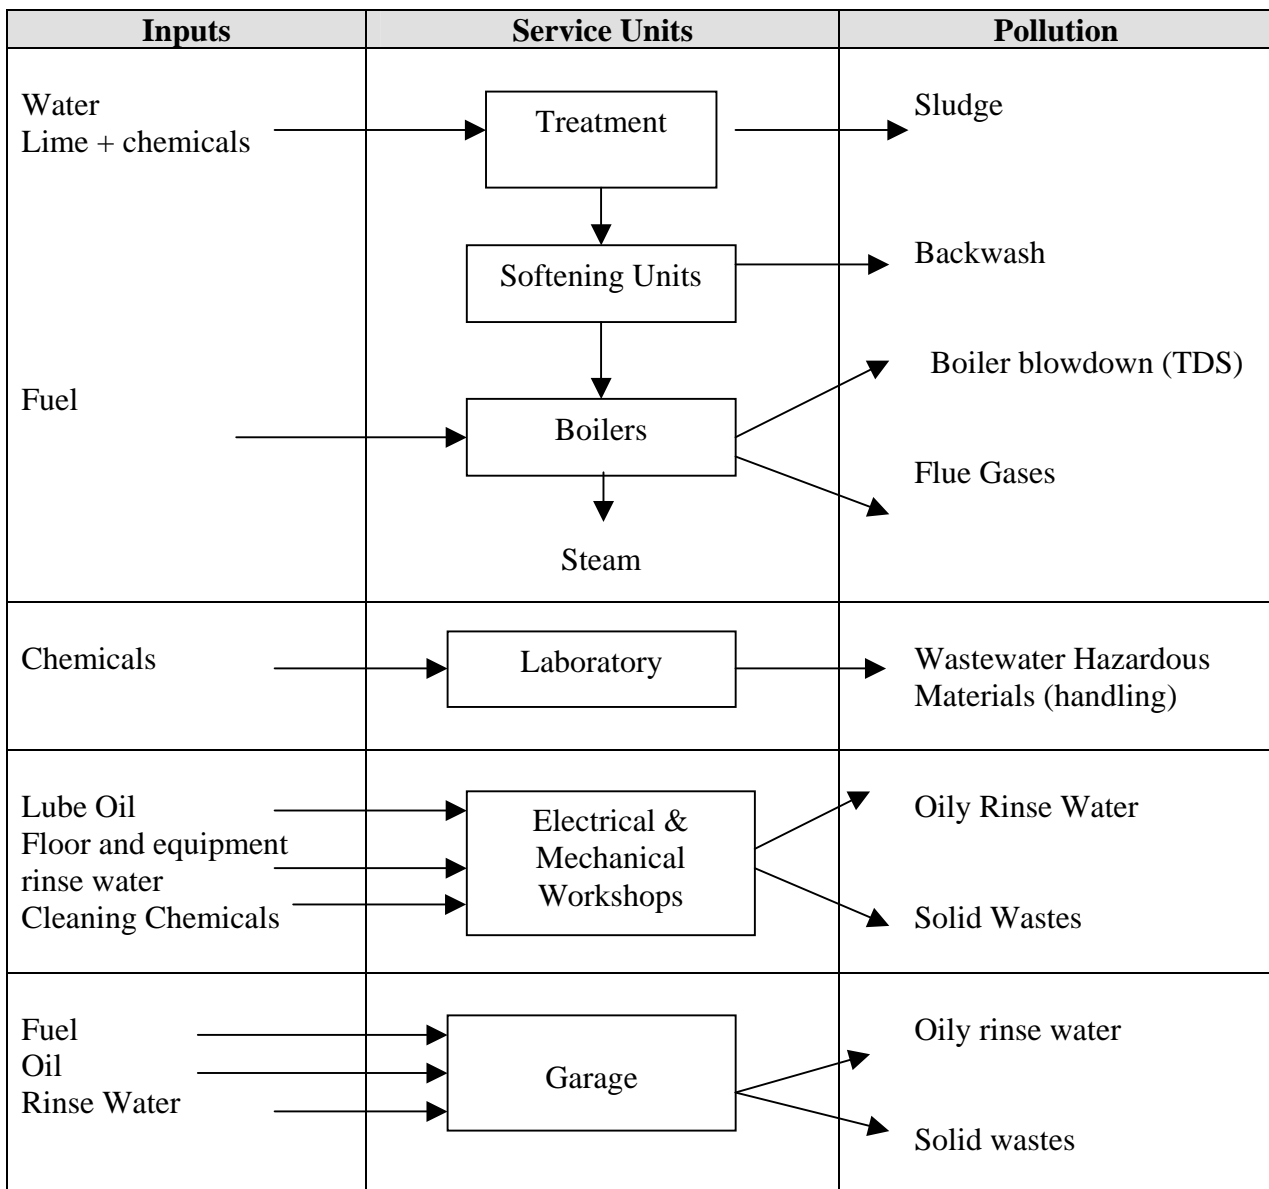 Inputs
Service Units
Pollution
Water
Lime + chemicals
Treatment
Sludge
Softening Units
Backwash
Fuel
Boilers
Boiler blowdown (TDS)
Flue Gases
Steam
Chemicals
Laboratory
Wastewater Hazardous
Materials (handling)
Lube Oil
Floor and equipment
rinse water
Cleaning Chemicals
Electrical &
Mechanical
Workshops
Oily Rinse Water
Solid Wastes
Fuel
Oil
Rinse Water
Garage
Oily rinse water
Solid wastes